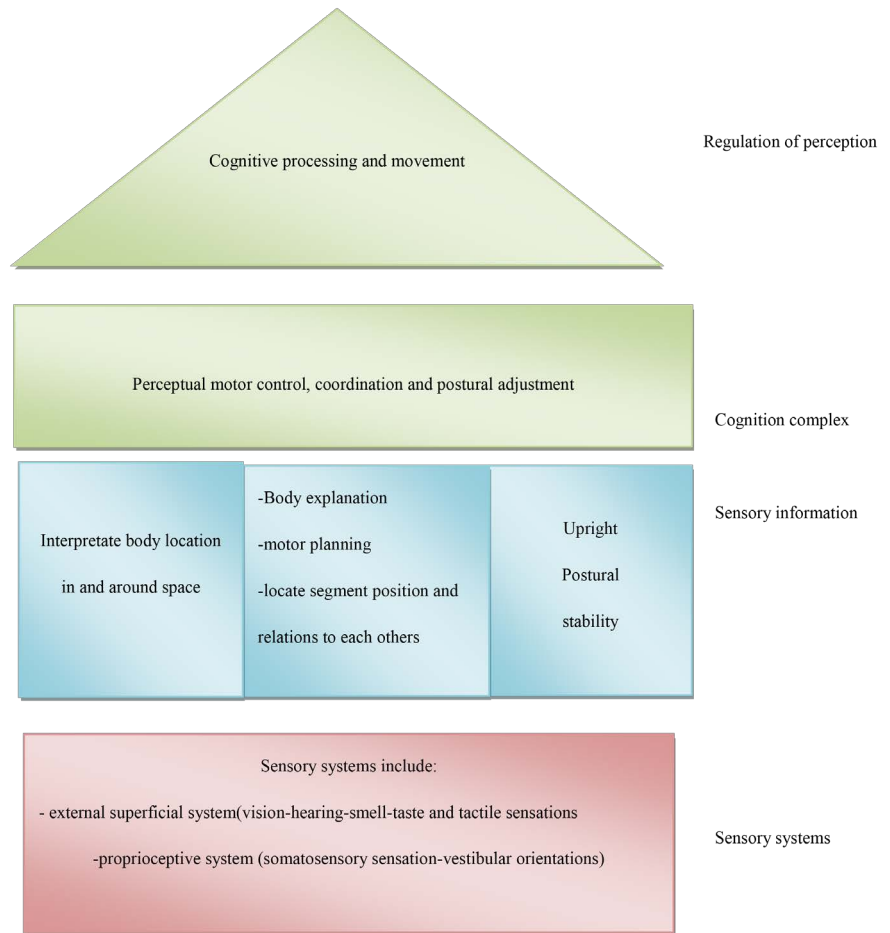 Regulation of perception
Cognitive processing and movement
Perceptual motor control, coordination and postural adjustment
Cognition complex
Sensory information
Interpretate body location
in and around space
-Body explanation
-motor planning
-locate segment position and
relations to each others
Upright
Postural
stability
Sensory systems include:
- external superficial system(vision-hearing-smell-taste and tactile sensations
-proprioceptive system (somatosensory sensation-vestibular orientations)
Sensory systems